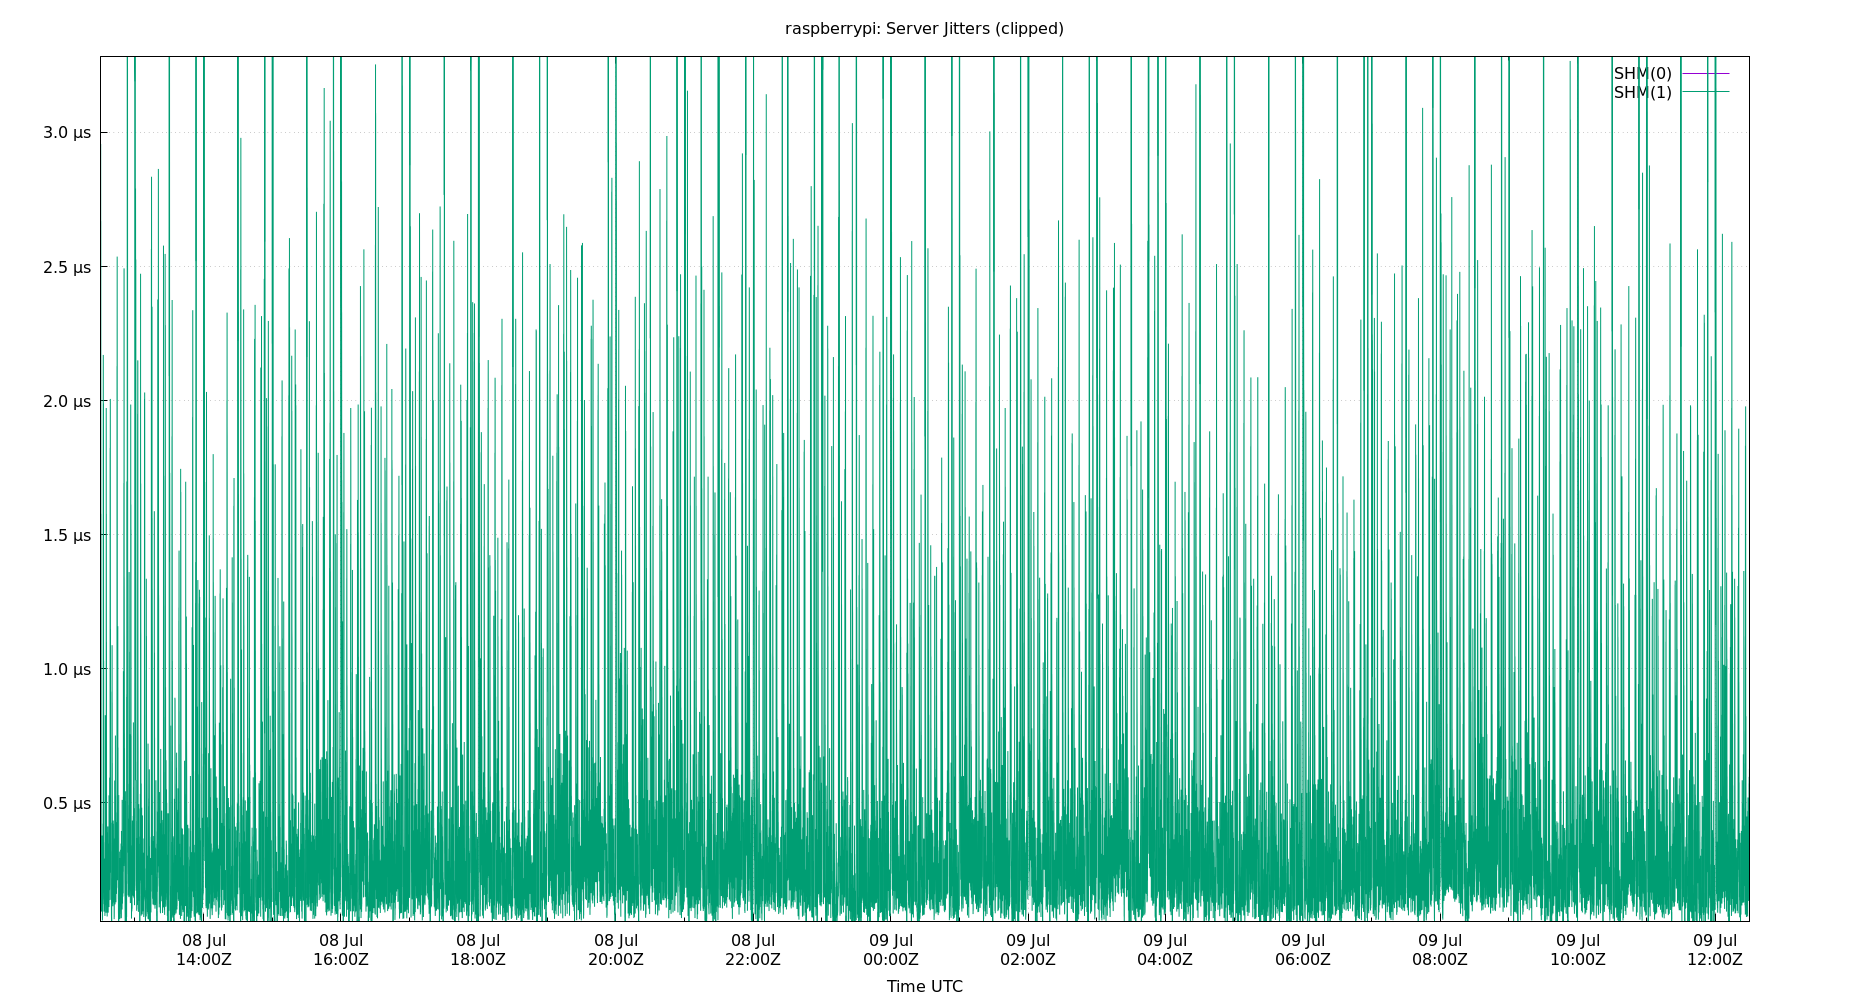 raspberrypi: Server Jitters (clipped)
SHM(0)
SHM(1)
3.0 µs
2.5 µs
2.0 µs
1.5 µs
1.0 µs
0.5 µs
08 Jul 08 Jul 08 Jul 08 Jul 08 Jul 09 Jul 09 Jul 09 Jul 09 Jul 09 Jul 09 Jul 09 Jul
14:00Z 16:00Z 18:00Z 20:00Z 22:00Z 00:00Z 02:00Z 04:00Z 06:00Z 08:00Z 10:00Z 12:00Z
Time UTC